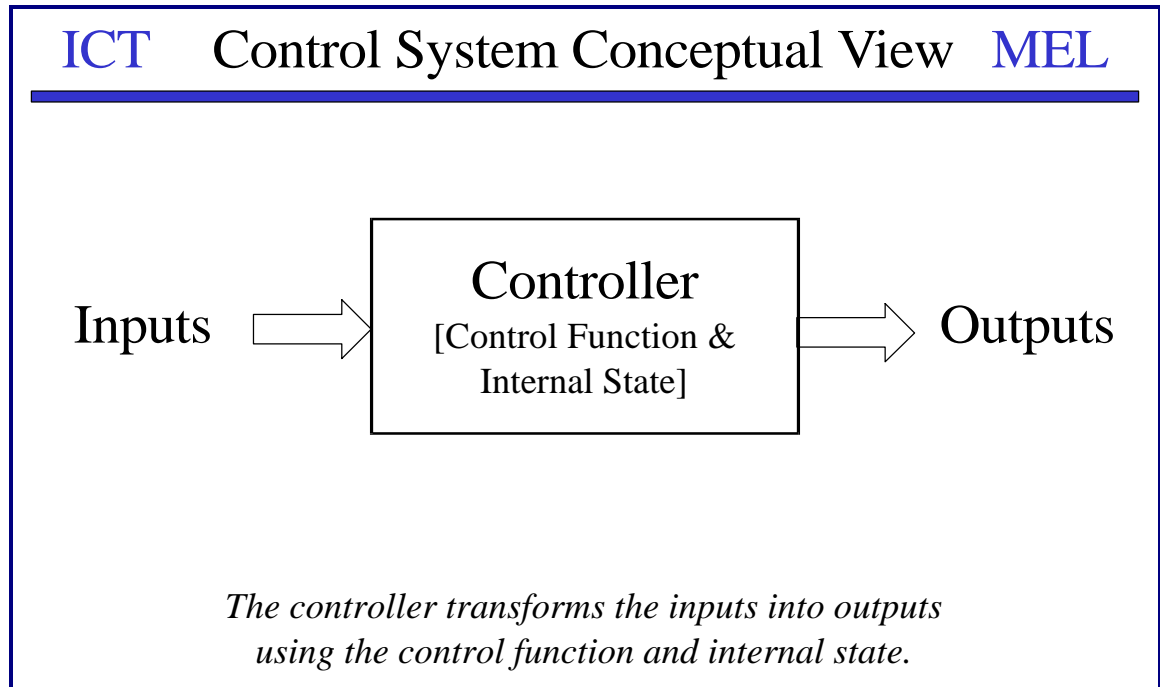 ICT Control System Conceptual View MEL
Controller
[Control Function &
Internal State]
Inputs
Outputs
The controller transforms the inputs into outputs
using the control function and internal state.